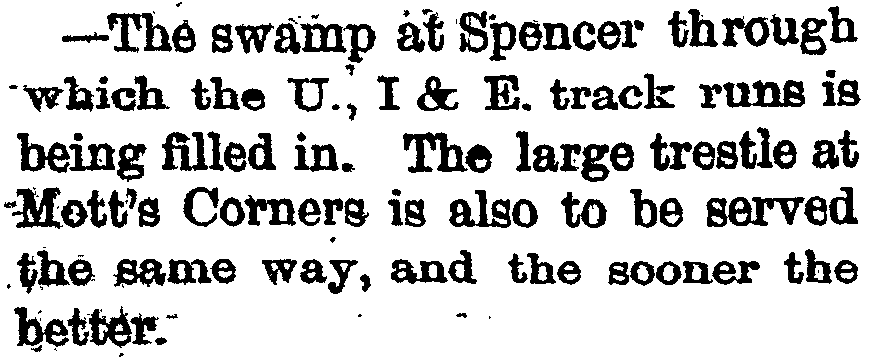 —The swamp at Spencer through
which the U., I & E. track runs is
being filled in. The large trestle at
Mott's Corners is also to be served
the same way, and the sooner the
better.